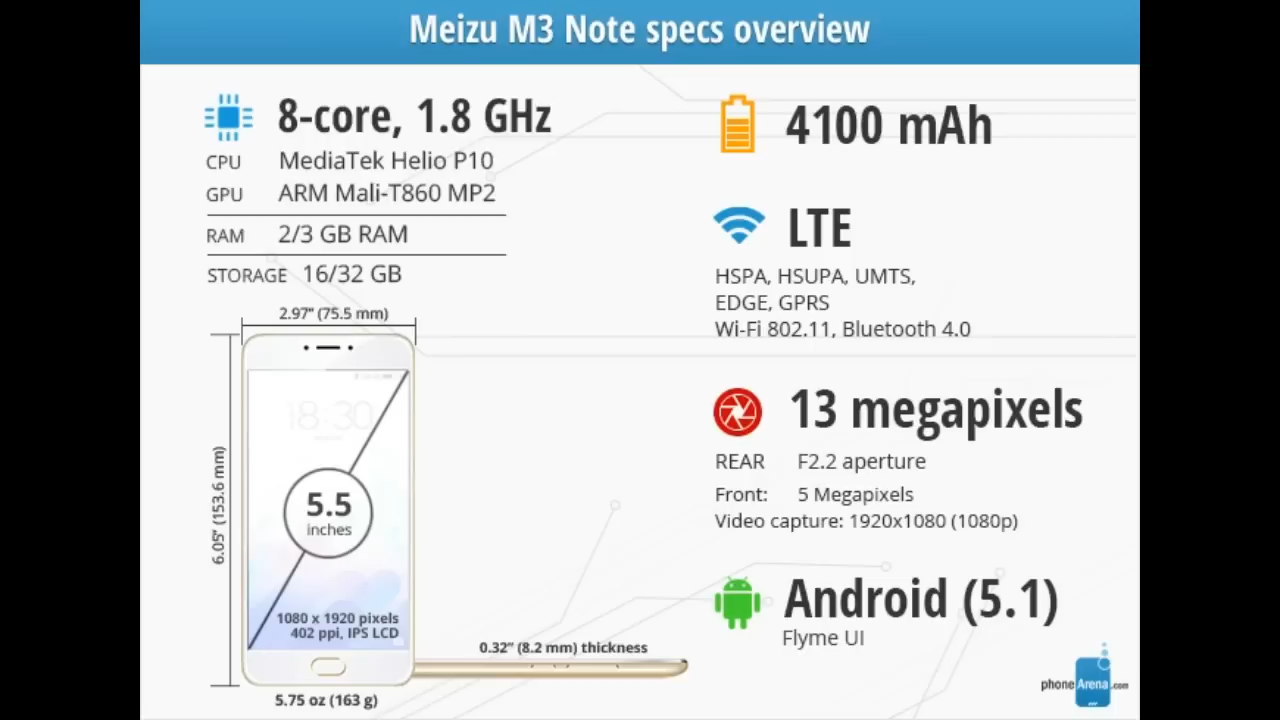 Meizu M3 Note specs overview
8-core, 1.8 GHz
CPU MediaTek Helio P10
GPU ARM Mali-T860 MP2
RAM 2/3 GB RAM
STORAGE 16/32 GB
2.97” (75.5 mm)
6.05” (153.6 mm)
18:30
5.5
inches
1080 x 1920 pixels
402 ppi, IPS LCD
0.32” (8.2 mm) thickness
5.75 oz (163 g)
4100 mAh
LTE
HSPA, HSUPA, UMTS,
EDGE, GPRS
Wi-Fi 802.11, Bluetooth 4.0
13 megapixels
REAR F2.2 aperture
Front: 5 Megapixels
Video capture: 1920x1080 (1080p)
Android (5.1)
Flyme UI
phoneArena.com